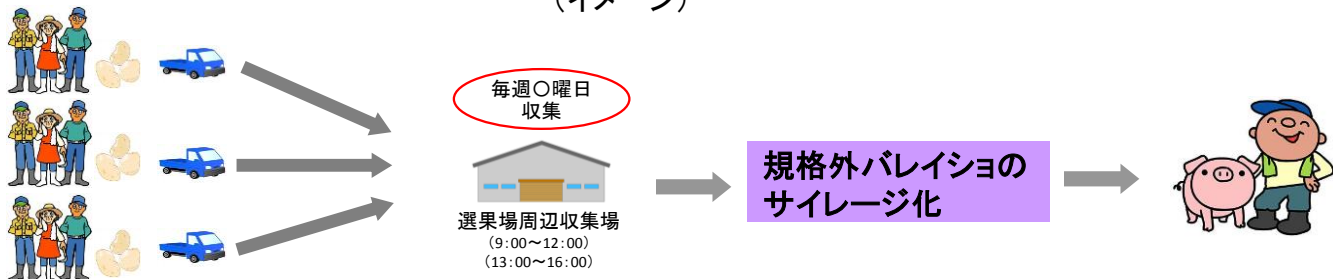 (イメージ)
毎週〇曜日
収集
選果場周辺収集場
(9:00~12:00)
(13:00~16:00)
規格外バレイショの
サイレージ化